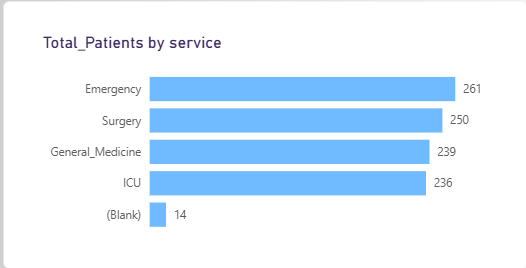 Total_Patients by service
Emergency 261
Surgery 250
General_Medicine 239
ICU 236
(Blank) 14